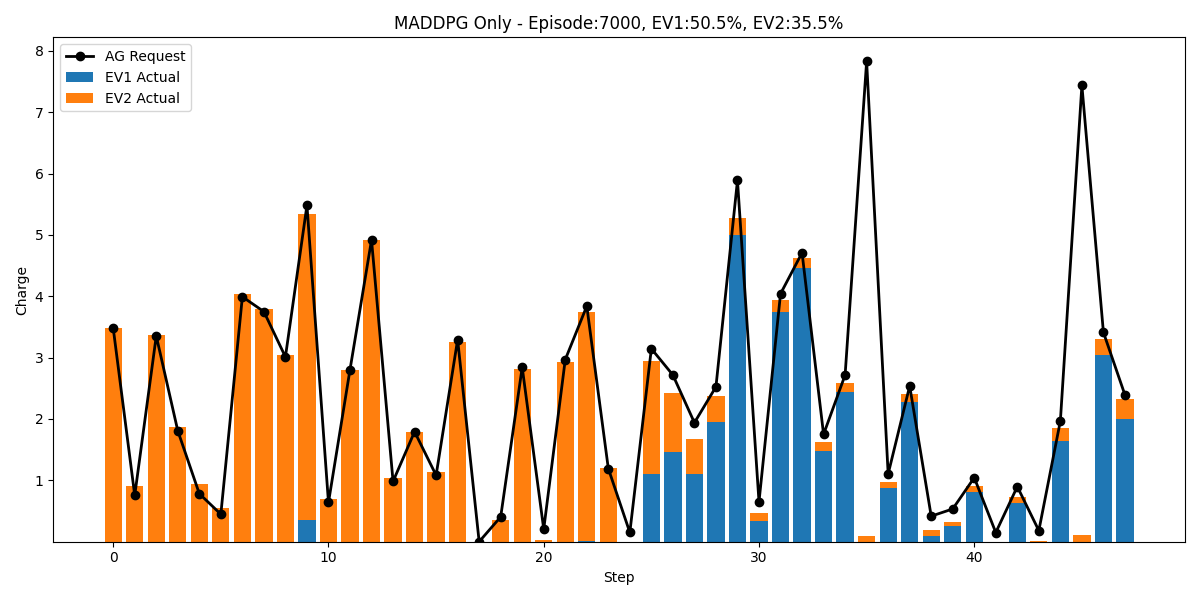 MADDPG Only - Episode:7000, EV1:50.5%, EV2:35.5%
AG Request
EV1 Actual
EV2 Actual
Charge
8
7
6
5
4
3
2
1
0
10
20
30
40
Step